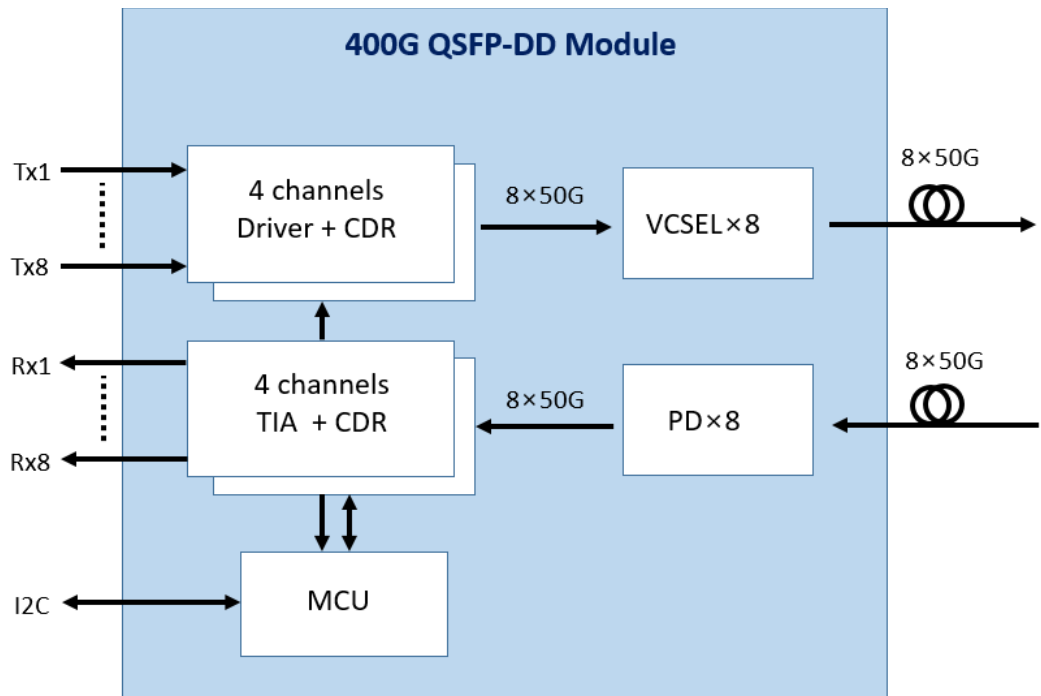 400G QSFP-DD Module
Tx1
Tx8
4 channels
Driver + CDR
8×50G
VCSEL×8
8×50G
Rx1
Rx8
4 channels
TIA + CDR
8×50G
PD×8
8×50G
I2C
MCU